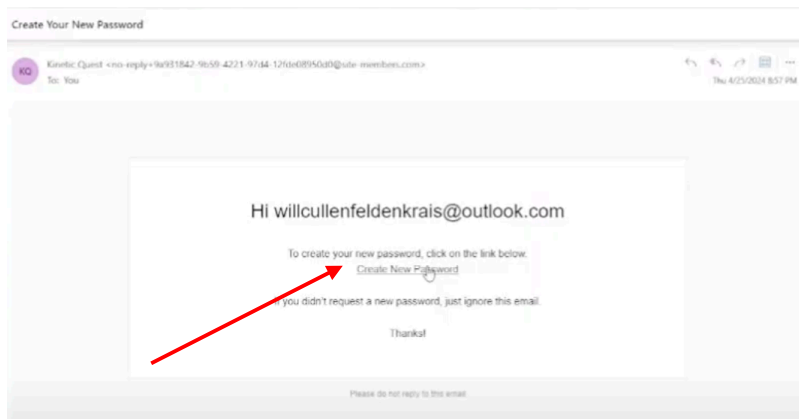 Create Your New Password
KQ
Kinetic Quest <no-reply+9a931842-9b59-4221-97d4-12fde08950d0@site-members.com>
To: You
Thu 4/25/2024 8:57 PM
Hi willcullenfeldenkrais@outlook.com
To create your new password, click on the link below.
Create New Password
you didn't request a new password, just ignore this email.
Thanks!
Please do not reply to this email